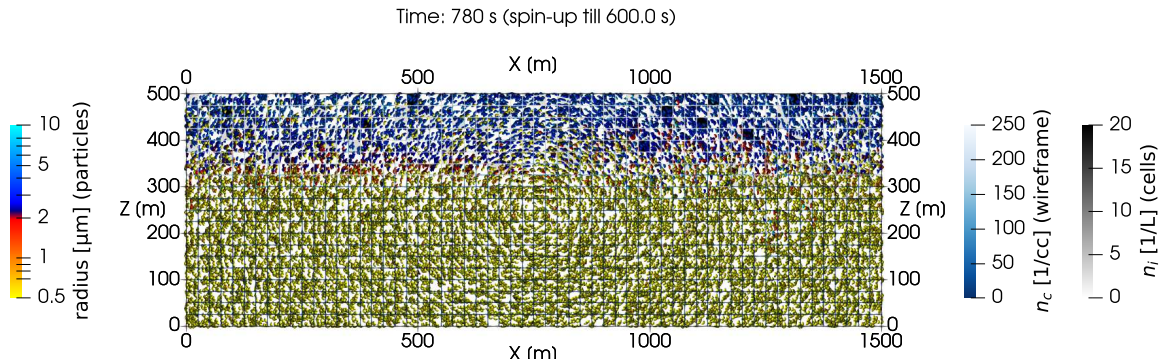 Time: 780 s (spin-up till 600.0 s)
X (m)
0 500 1000 1500
500 500
400 400
300 300
Z (m) Z (m)
200 200
100 100
0 0
0 500 1000 1500
X (m)
10
5
2
1
0.5
radius [μm] (particles)
250
200
150
100
50
0
n_c [1/cc] (wireframe)
20
15
10
5
0
n_i [1/L] (cells)